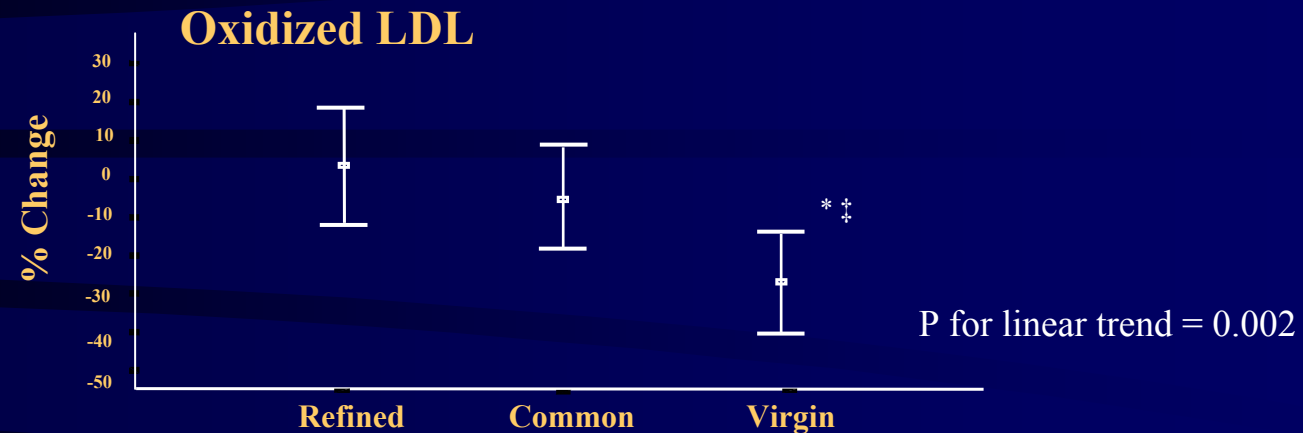 Oxidized LDL
% Change
30
20
10
0
-10
-20
-30
-40
-50
* ‡
P for linear trend = 0.002
Refined Common Virgin